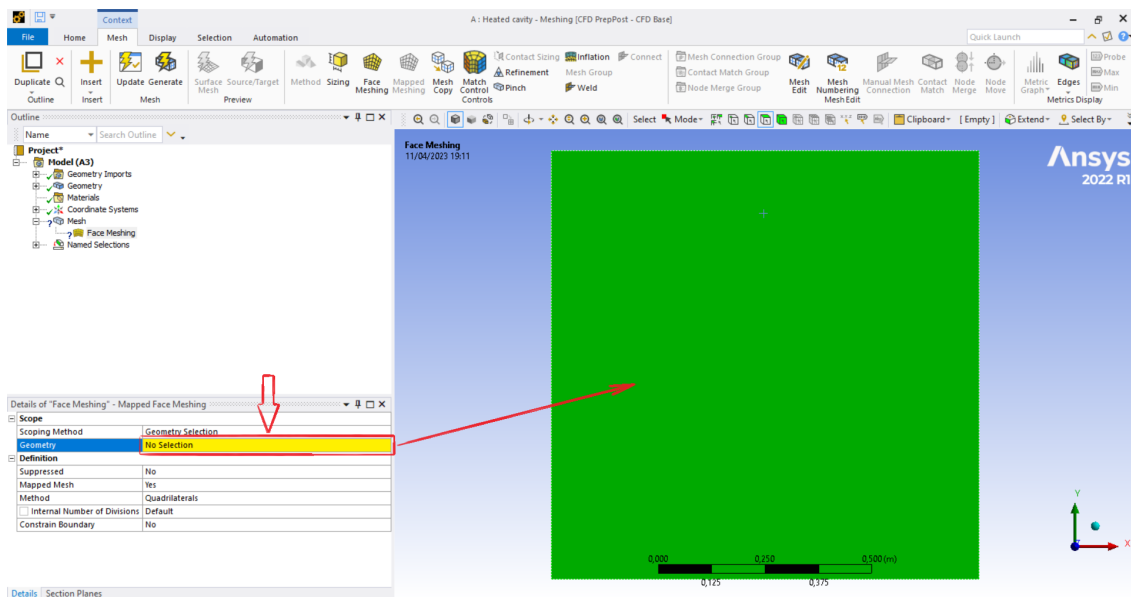 Context
A : Heated cavity - Meshing [CFD PrepPost - CFD Base]
File Home Mesh Display Selection Automation Quick Launch
Duplicate Q Outline
Insert Insert
Update Generate Mesh
Surface Mesh Source/Target Preview
Method Sizing Face Meshing Mapped Meshing Mesh Copy Match Control Contact Sizing Refinement Pinch Inflation Mesh Group Weld Connect Controls
Mesh Connection Group Contact Match Group Node Merge Group Mesh Edit Mesh Numbering Manual Mesh Connection Contact Match Node Merge Node Move Mesh Edit
Metric Graph Edges Probe Max Min Metrics Display
Outline
Name Search Outline
Select Mode Clipboard [Empty] Extend Select By
Project*
Model (A3)
Geometry Imports
Geometry
Materials
Coordinate Systems
Mesh
Face Meshing
Named Selections
Face Meshing
11/04/2023 19:11
Ansys
2022 R1
Details of "Face Meshing" - Mapped Face Meshing
Scope
Scoping Method Geometry Selection
Geometry No Selection
Definition
Suppressed No
Mapped Mesh Yes
Method Quadrilaterals
Internal Number of Divisions Default
Constrain Boundary No
Y
X
0,000 0,250 0,500 (m)
0,125 0,375
Details Section Planes